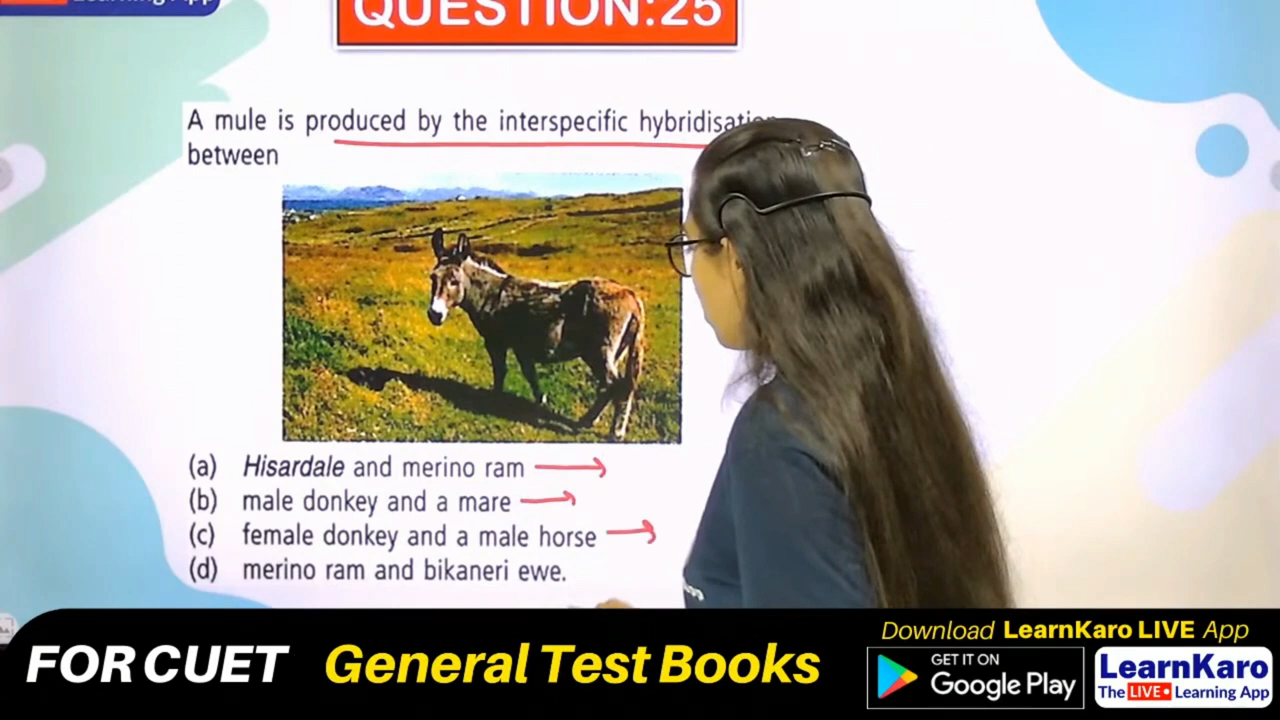 Learning App
QUESTION:25
A mule is produced by the interspecific hybridisation
between
(a) Hisardale and merino ram
(b) male donkey and a mare
(c) female donkey and a male horse
(d) merino ram and bikaneri ewe.
FOR CUET General Test Books
Download LearnKaro LIVE App
GET IT ON
Google Play
LearnKaro
The LIVE Learning App